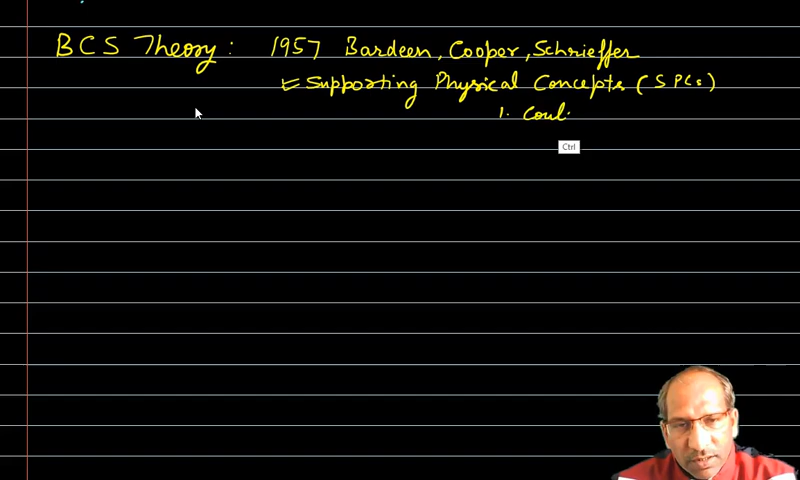 BCS Theory : 1957 Bardeen, Cooper, Schrieffer
Supporting Physical Concepts (SPCs)
1. Coul
Ctrl